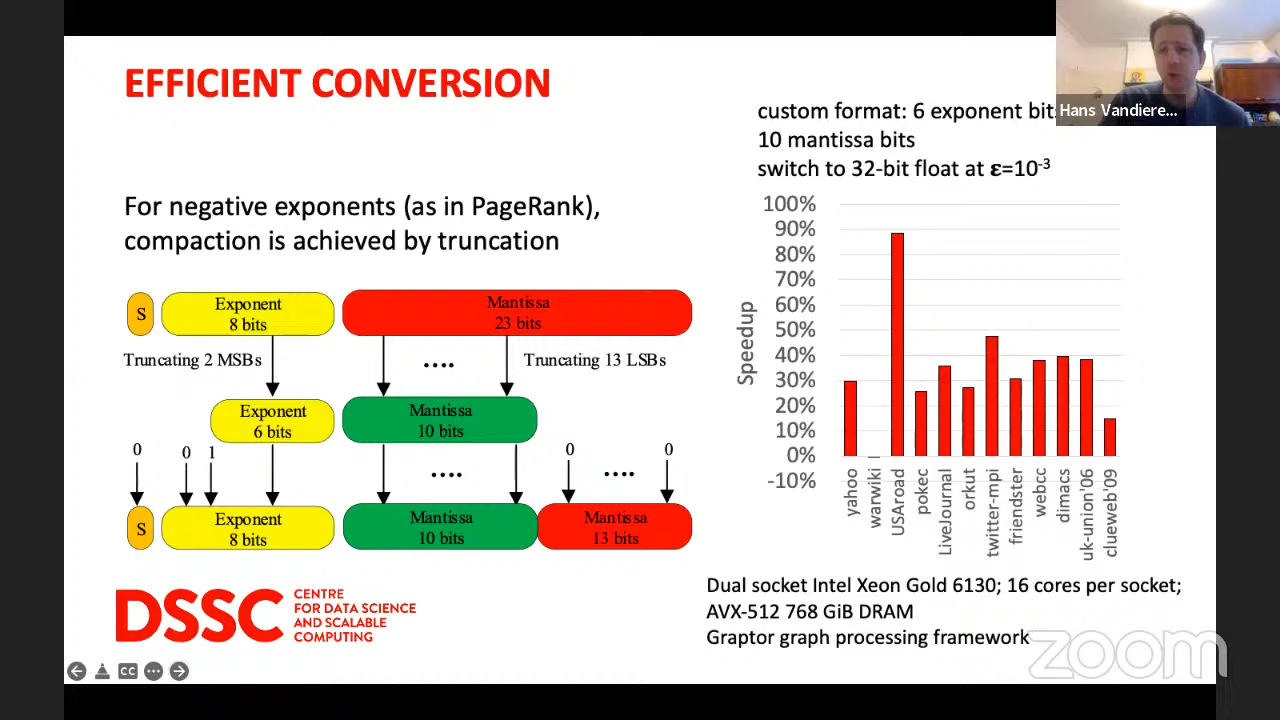 EFFICIENT CONVERSION
For negative exponents (as in PageRank),
compaction is achieved by truncation
S
Exponent
8 bits
Mantissa
23 bits
Truncating 2 MSBs
....
Truncating 13 LSBs
Exponent
6 bits
Mantissa
10 bits
0
0
1
....
0
....
0
S
Exponent
8 bits
Mantissa
10 bits
Mantissa
13 bits
DSSC
CENTRE
FOR DATA SCIENCE
AND SCALABLE
COMPUTING
CC
Hans Vandiere...
custom format: 6 exponent
10 mantissa bits
switch to 32-bit float at ε=10-3
Speedup
100%
90%
80%
70%
60%
50%
40%
30%
20%
10%
0%
-10%
yahoo
warwiki
USAroad
pokec
LiveJournal
orkut
twitter-mpi
friendster
webcc
dimacs
uk-union'06
clueweb'09
Dual socket Intel Xeon Gold 6130; 16 cores per socket;
AVX-512 768 GiB DRAM
Graptor graph processing framework
zoom